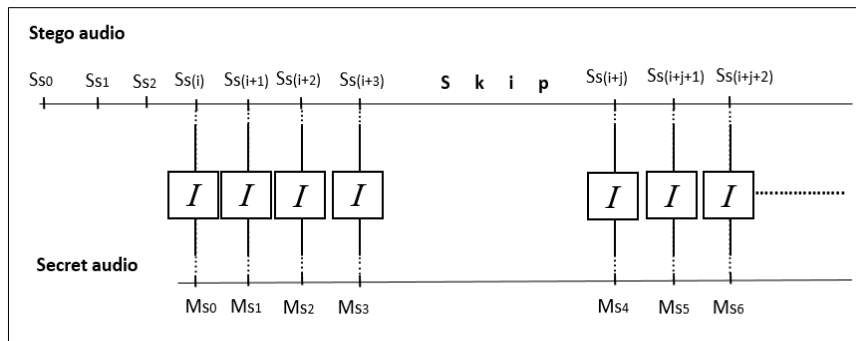 Stego audio
Ss0 Ss1 Ss2 Ss(i) Ss(i+1) Ss(i+2) Ss(i+3) S k i p Ss(i+j) Ss(i+j+1) Ss(i+j+2)
I I I I I I I
Secret audio
Ms0 Ms1 Ms2 Ms3 Ms4 Ms5 Ms6